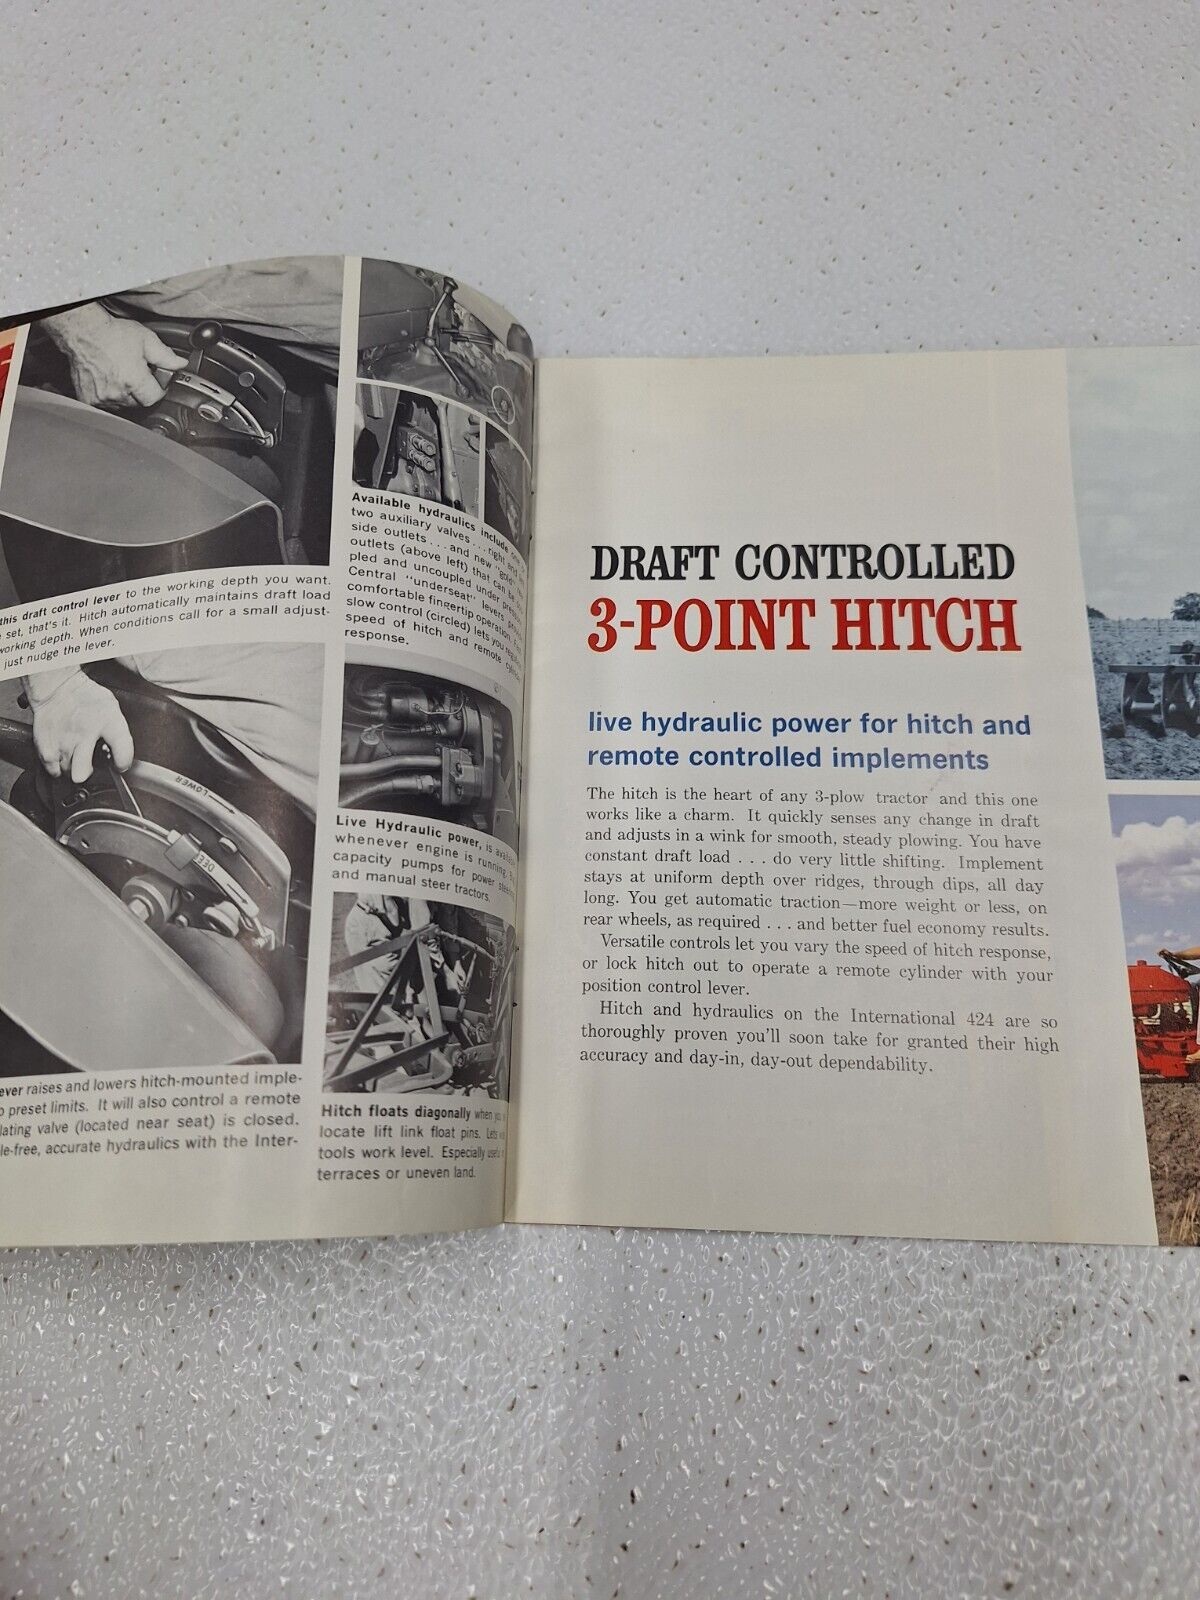 DEE
this draft control lever to the working depth you want.
set, that's it. Hitch automatically maintains draft load
working depth. When conditions call for a small adjust-
just nudge the lever.
LOWER
DEE
ever raises and lowers hitch-mounted imple-
preset limits. It will also control a remote
lating valve (located near seat) is closed.
le-free, accurate hydraulics with the Inter-
Available hydraulics include
two auxiliary valves . . . right and
side outlets . . . and new "gold"
outlets (above left) that can be
pled and uncoupled under
Central "underseat" levers
comfortable fingertip operation.
slow control (circled) lets you
speed of hitch and remote
response.
Live Hydraulic power, is
whenever engine is running.
capacity pumps for power
and manual steer tractors.
Hitch floats diagonally when
locate lift link float pins. Lets
tools work level. Especially
terraces or uneven land.
DRAFT CONTROLLED
3-POINT HITCH
live hydraulic power for hitch and
remote controlled implements
The hitch is the heart of any 3-plow tractor and this one
works like a charm. It quickly senses any change in draft
and adjusts in a wink for smooth, steady plowing. You have
constant draft load . . . do very little shifting. Implement
stays at uniform depth over ridges, through dips, all day
long. You get automatic traction—more weight or less, on
rear wheels, as required . . . and better fuel economy results.
Versatile controls let you vary the speed of hitch response,
or lock hitch out to operate a remote cylinder with your
position control lever.
Hitch and hydraulics on the International 424 are so
thoroughly proven you'll soon take for granted their high
accuracy and day-in, day-out dependability.